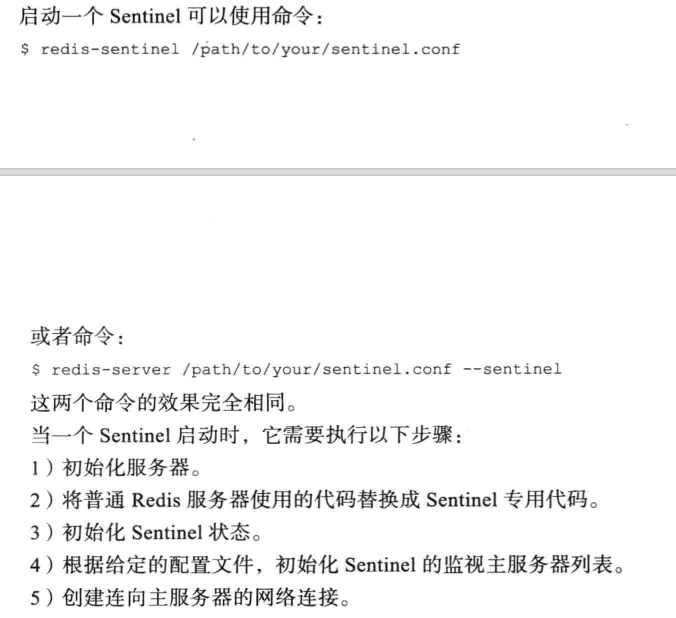 启动一个 Sentinel 可以使用命令：
$ redis-sentinel /path/to/your/sentinel.conf
或者命令：
$ redis-server /path/to/your/sentinel.conf --sentinel
这两个命令的效果完全相同。
当一个 Sentinel 启动时，它需要执行以下步骤：
1）初始化服务器。
2）将普通 Redis 服务器使用的代码替换成 Sentinel 专用代码。
3）初始化 Sentinel 状态。
4）根据给定的配置文件，初始化 Sentinel 的监视主服务器列表。
5）创建连向主服务器的网络连接。